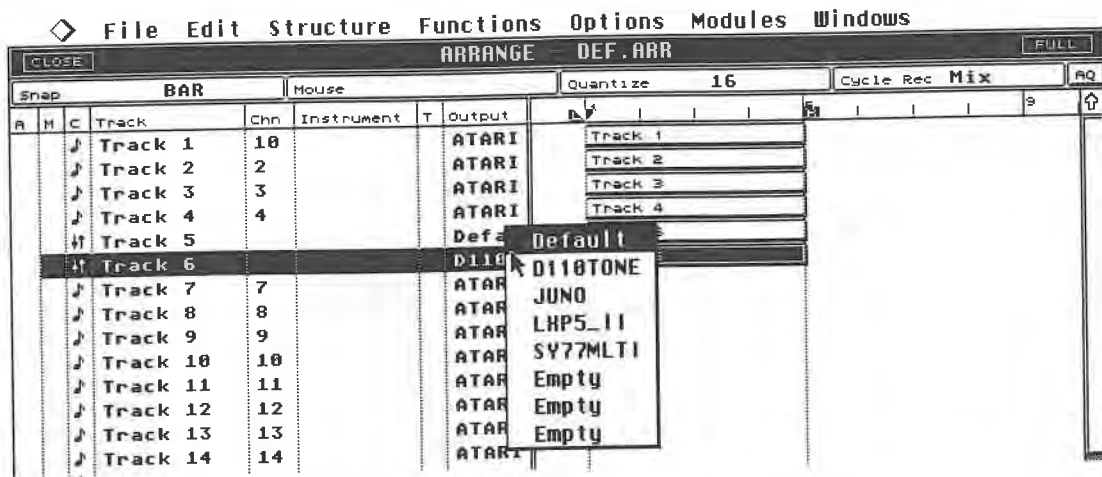 File Edit Structure Functions Options Modules Windows
CLOSE ARRANGE - DEF.ARR FULL
Snap BAR Mouse Quantize 16 Cycle Rec Mix AQ
A M C Track Chn Instrument T Output 9
Track 1 10 ATARI Track 1
Track 2 2 ATARI Track 2
Track 3 3 ATARI Track 3
Track 4 4 ATARI Track 4
Track 5 Defa Default
Track 6 D110 D110TONE
Track 7 7 ATAR JUNO
Track 8 8 ATAR LXP5_II
Track 9 9 ATAR SY77MLTI
Track 10 10 ATAR Empty
Track 11 11 ATAR Empty
Track 12 12 ATAR Empty
Track 13 13 ATAR
Track 14 14 ATARI